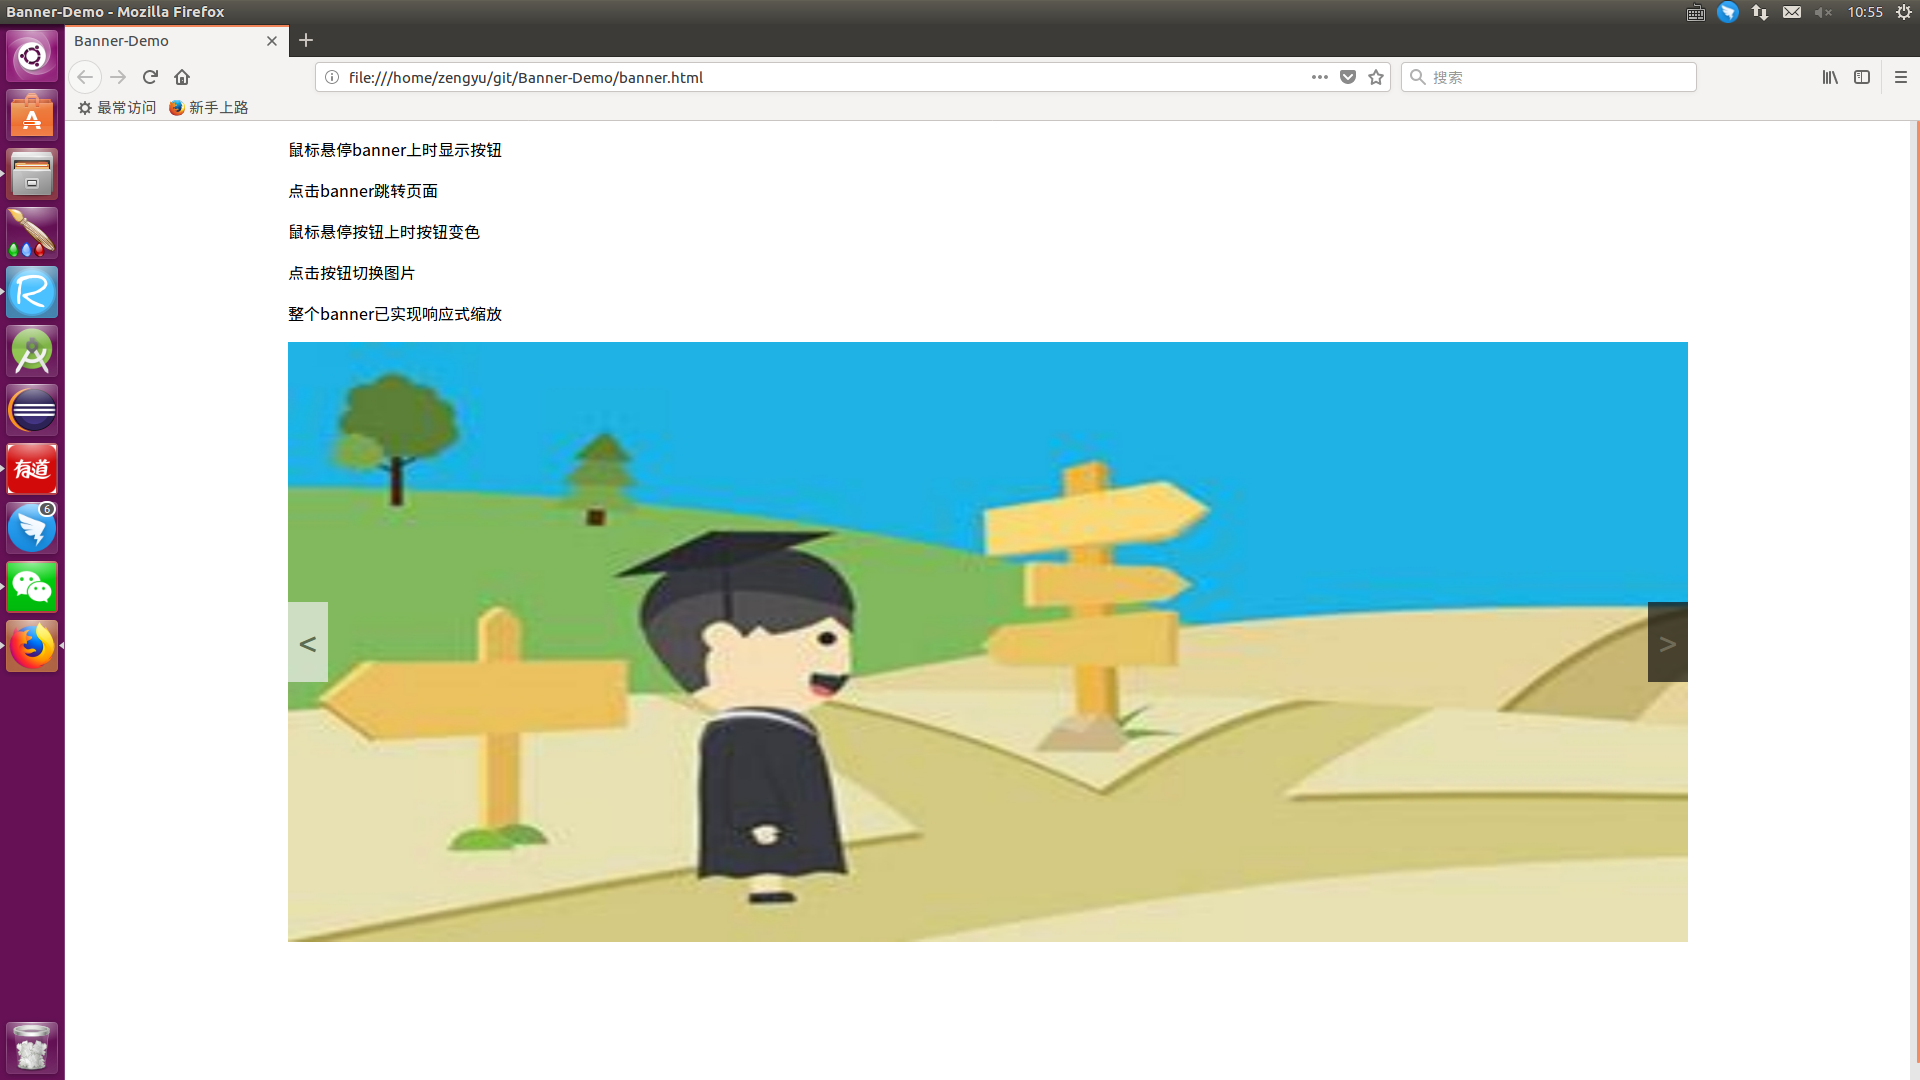 Banner-Demo - Mozilla Firefox
10:55
Banner-Demo
file:///home/zengyu/git/Banner-Demo/banner.html
搜索
最常访问
新手上路
鼠标悬停banner上时显示按钮
点击banner跳转页面
鼠标悬停按钮上时按钮变色
点击按钮切换图片
整个banner已实现响应式缩放
<
>
A
R
有道
6